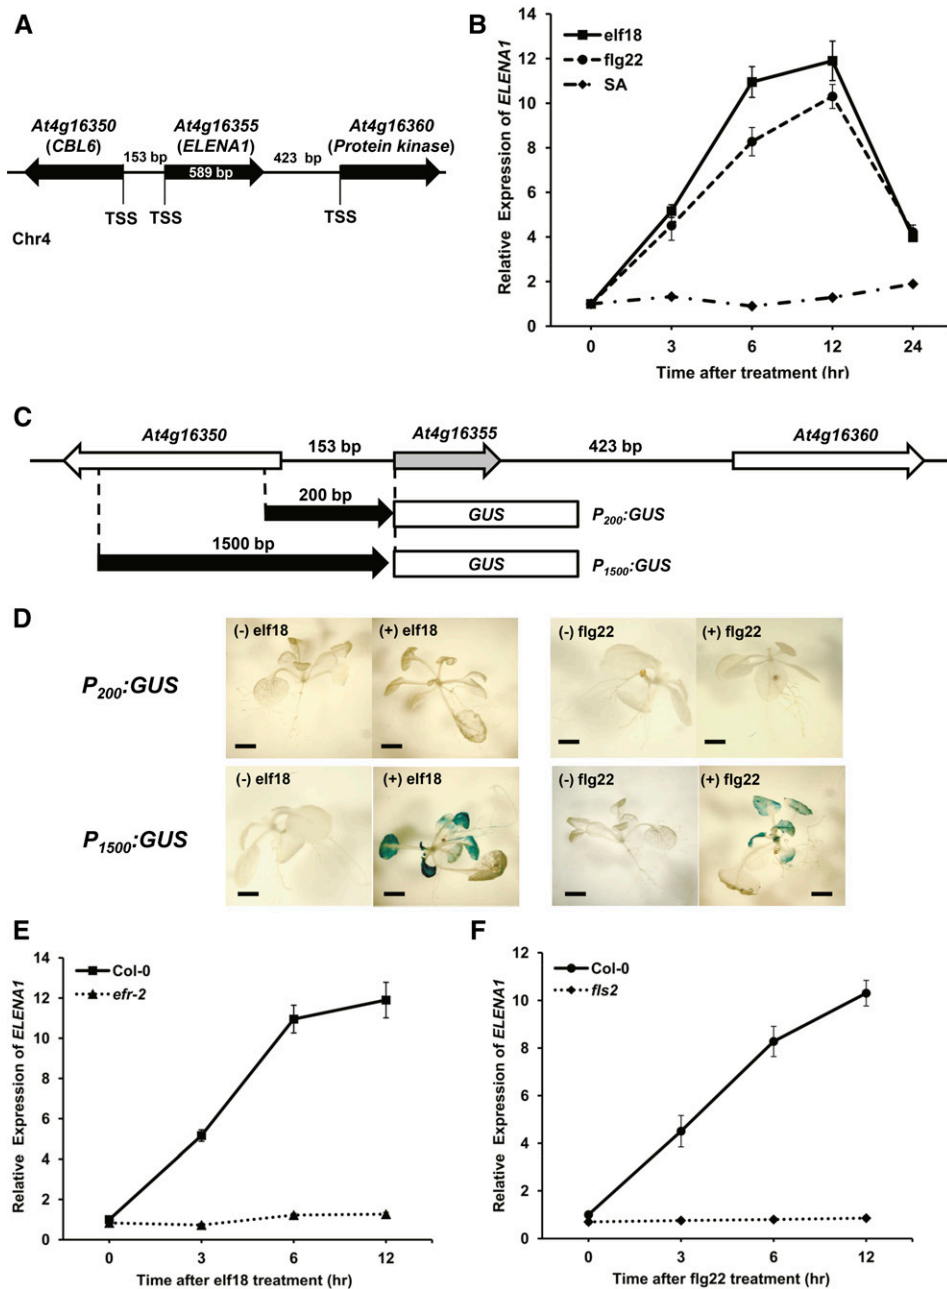 A
At4g16350
(CBL6)
At4g16355
(ELENA1)
At4g16360
(Protein kinase)
153 bp
423 bp
589 bp
TSS TSS TSS
Chr4
B
Relative Expression of ELENA1
14
12
10
8
6
4
2
0
elf18
flg22
SA
0 3 6 12 24
Time after treatment (hr)
C
At4g16350 153 bp At4g16355 423 bp At4g16360
200 bp GUS P200:GUS
1500 bp GUS P1500:GUS
D
P200:GUS
(-) elf18 (+) elf18 (-) flg22 (+) flg22
P1500:GUS
(-) elf18 (+) elf18 (-) flg22 (+) flg22
E
Relative Expression of ELENA1
14
12
10
8
6
4
2
0
Col-0
efr-2
0 3 6 12
Time after elf18 treatment (hr)
F
Relative Expression of ELENA1
12
10
8
6
4
2
0
Col-0
fls2
0 3 6 12
Time after flg22 treatment (hr)